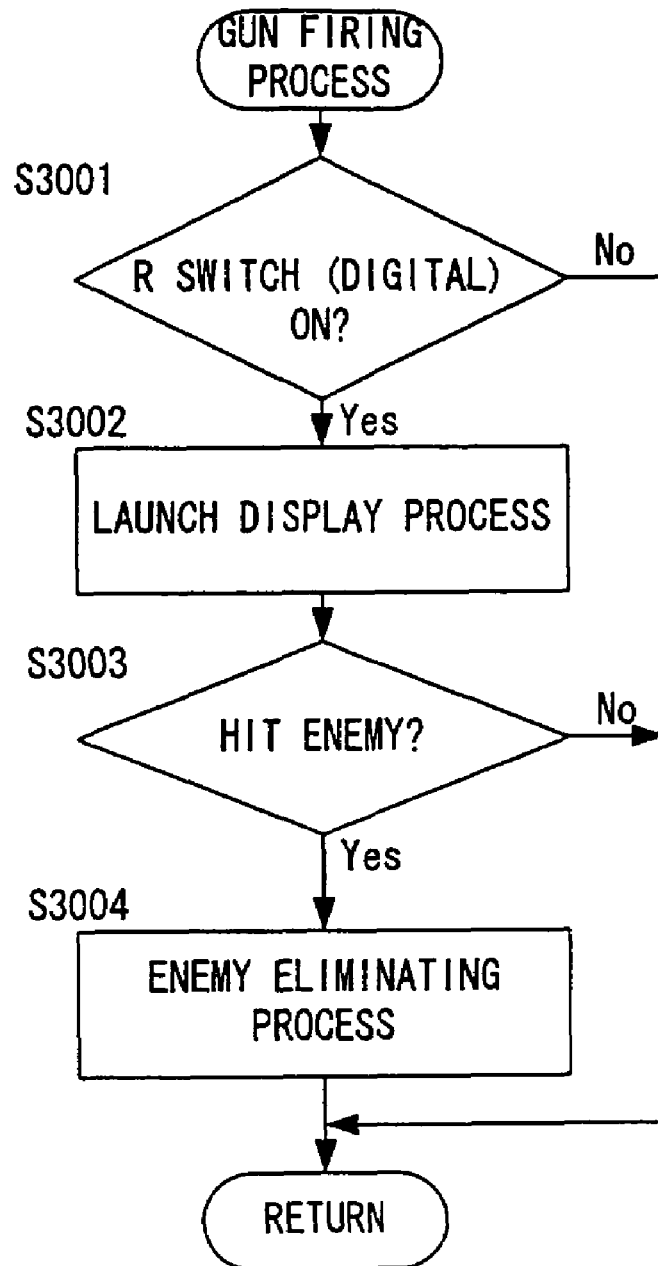 GUN FIRING
PROCESS
S3001
R SWITCH (DIGITAL)
ON?
No
Yes
S3002
LAUNCH DISPLAY PROCESS
S3003
HIT ENEMY?
No
Yes
S3004
ENEMY ELIMINATING
PROCESS
RETURN